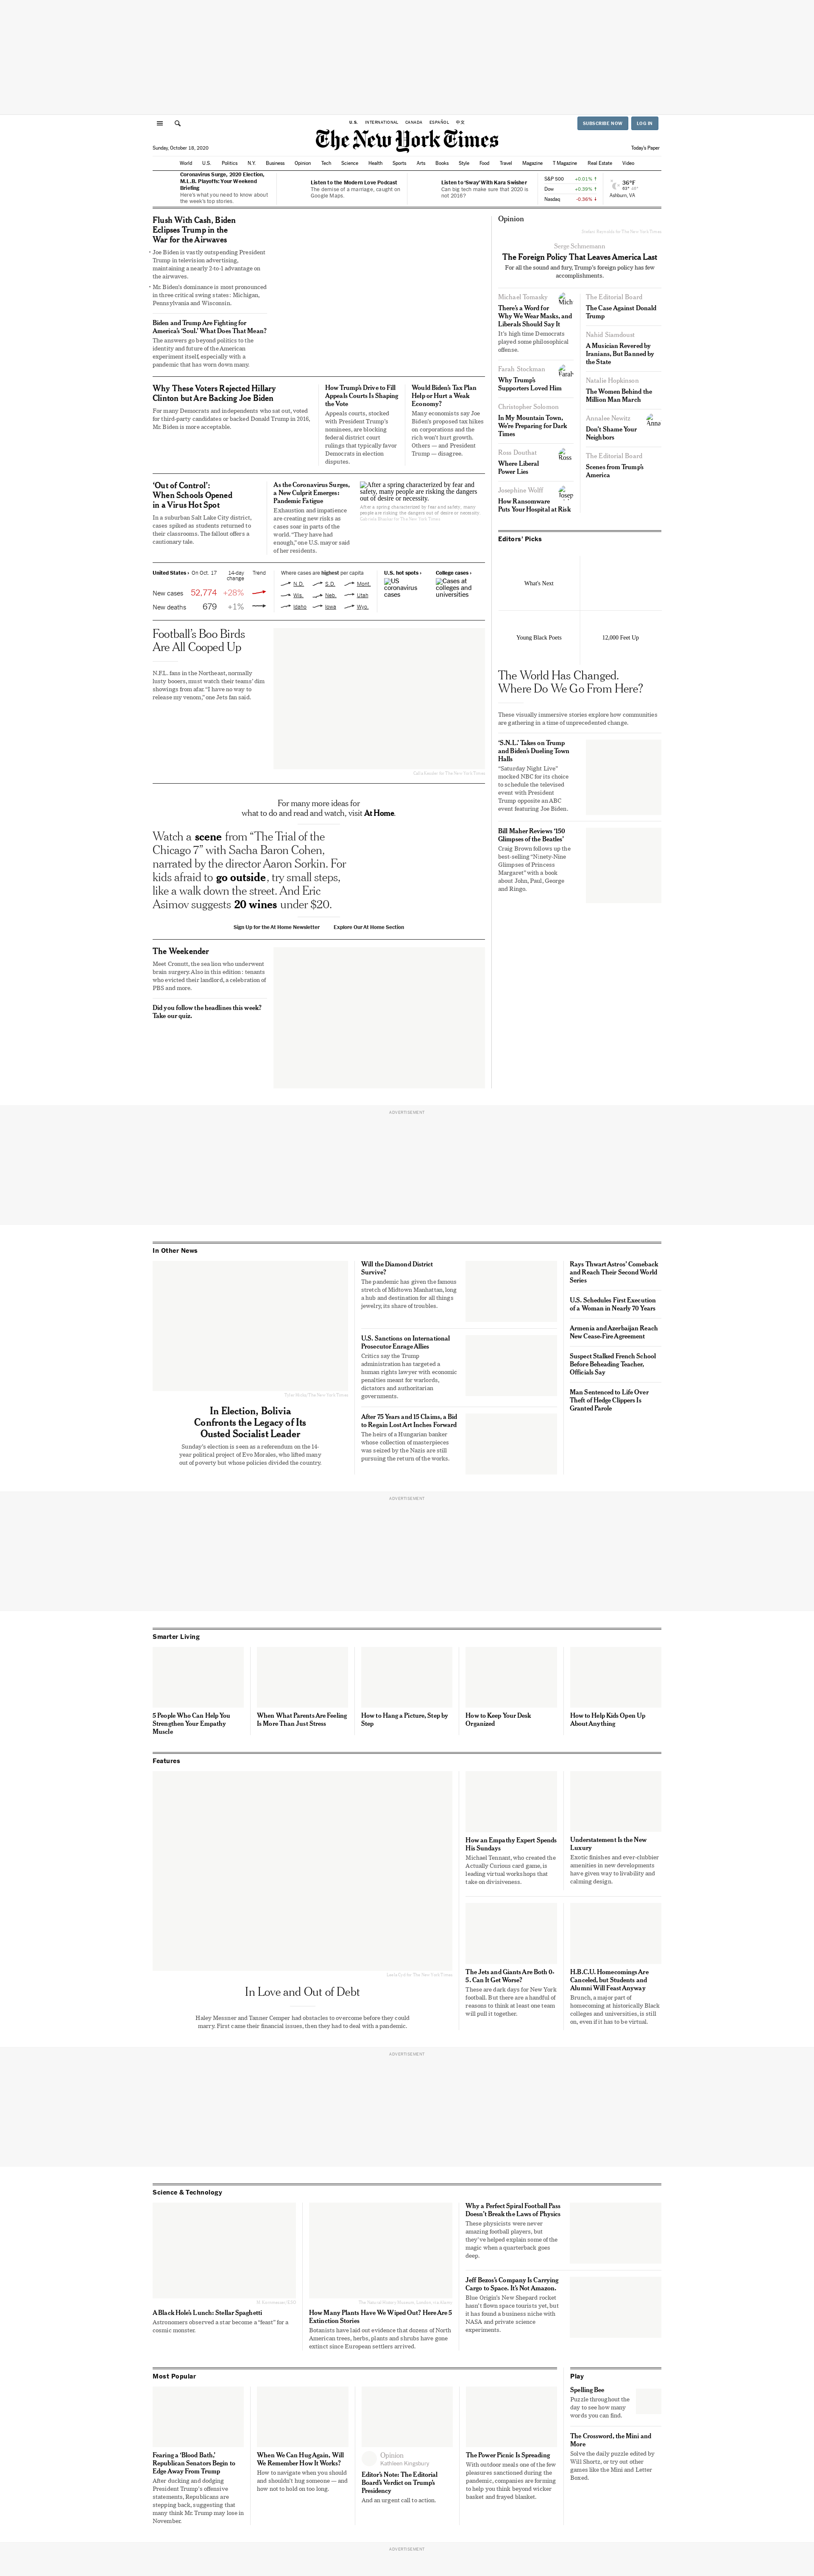 U.S.
INTERNATIONAL
CANADA
ESPAÑOL
中文
SUBSCRIBE NOW
LOG IN
The New York Times
Sunday, October 18, 2020
Today's Paper
World U.S. Politics N.Y. Business Opinion Tech Science Health Sports Arts Books Style Food Travel Magazine T Magazine Real Estate Video
Coronavirus Surge, 2020 Election,
M.L.B. Playoffs: Your Weekend
Briefing
Here's what you need to know about
the week's top stories.
Listen to the Modern Love Podcast
The demise of a marriage, caught on
Google Maps.
Listen to 'Sway' With Kara Swisher
Can big tech make sure that 2020 is
not 2016?
S&P 500 +0.01% ↑
Dow +0.39% ↑
Nasdaq -0.36% ↓
36°F
Ashburn, VA
Flush With Cash, Biden
Eclipses Trump in the
War for the Airwaves
• Joe Biden is vastly outspending President
Trump in television advertising,
maintaining a nearly 2-to-1 advantage on
the airwaves.
• Mr. Biden's dominance is most pronounced
in three critical swing states: Michigan,
Pennsylvania and Wisconsin.
Biden and Trump Are Fighting for
America's 'Soul.' What Does That Mean?
The answers go beyond politics to the
identity and future of the American
experiment itself, especially with a
pandemic that has worn down many.
Why These Voters Rejected Hillary
Clinton but Are Backing Joe Biden
For many Democrats and independents who sat out, voted
for third-party candidates or backed Donald Trump in 2016,
Mr. Biden is more acceptable.
How Trump's Drive to Fill
Appeals Courts Is Shaping
the Vote
Appeals courts, stocked
with President Trump's
nominees, are blocking
federal district court
rulings that typically favor
Democrats in election
disputes.
Would Biden's Tax Plan
Help or Hurt a Weak
Economy?
Many economists say Joe
Biden's proposed tax hikes
on corporations and the
rich won't hurt growth.
Others — and President
Trump — disagree.
'Out of Control':
When Schools Opened
in a Virus Hot Spot
In a suburban Salt Lake City district,
cases spiked as students returned to
their classrooms. The fallout offers a
cautionary tale.
As the Coronavirus Surges,
a New Culprit Emerges:
Pandemic Fatigue
Exhaustion and impatience
are creating new risks as
cases soar in parts of the
world. "They have had
enough," one U.S. mayor said
of her residents.
After a spring characterized by fear and
safety, many people are risking the dangers
out of desire or necessity.
After a spring characterized by fear and safety, many
people are risking the dangers out of desire or necessity.
United States › On Oct. 17
14-day
change
Trend
New cases 52,774 +28%
New deaths 679 +1%
Where cases are highest per capita
N.D. S.D. Mont.
Wis. Neb. Utah
Idaho Iowa Wyo.
U.S. hot spots ›
US
coronavirus
cases
College cases ›
Cases at
colleges and
universities
Football's Boo Birds
Are All Cooped Up
N.F.L. fans in the Northeast, normally
lusty booers, must watch their teams' dim
showings from afar. "I have no way to
release my venom," one Jets fan said.
For many more ideas for
what to do and read and watch, visit At Home.
Watch a scene from "The Trial of the
Chicago 7" with Sacha Baron Cohen,
narrated by the director Aaron Sorkin. For
kids afraid to go outside, try small steps,
like a walk down the street. And Eric
Asimov suggests 20 wines under $20.
Sign Up for the At Home Newsletter
Explore Our At Home Section
The Weekender
Meet Cromutt, the sea lion who underwent
brain surgery. Also in this edition: tenants
who evicted their landlord, a celebration of
PBS and more.
Did you follow the headlines this week?
Take our quiz.
Opinion
Serge Schmemann
The Foreign Policy That Leaves America Last
For all the sound and fury, Trump's foreign policy has few
accomplishments.
Michael Tomasky
There's a Word for
Why We Wear Masks, and
Liberals Should Say It
It's high time Democrats
played some philosophical
offense.
Mich
Farah Stockman
Why Trump's
Supporters Loved Him
Farah
Christopher Solomon
In My Mountain Town,
We're Preparing for Dark
Times
Ross Douthat
Where Liberal
Power Lies
Ross
Josephine Wolff
How Ransomware
Puts Your Hospital at Risk
Josep
The Editorial Board
The Case Against Donald
Trump
Nahid Siamdoust
A Musician Revered by
Iranians, But Banned by
the State
Natalie Hopkinson
The Women Behind the
Million Man March
Annalee Newitz
Don't Shame Your
Neighbors
Anna
The Editorial Board
Scenes from Trump's
America
Editors' Picks
What's Next
Young Black Poets
12,000 Feet Up
The World Has Changed.
Where Do We Go From Here?
These visually immersive stories explore how communities
are gathering in a time of unprecedented change.
'S.N.L.' Takes on Trump
and Biden's Dueling Town
Halls
"Saturday Night Live"
mocked NBC for its choice
to schedule the televised
event with President
Trump opposite an ABC
event featuring Joe Biden.
Bill Maher Reviews '150
Glimpses of the Beatles'
Craig Brown follows up the
best-selling "Ninety-Nine
Glimpses of Princess
Margaret" with a book
about John, Paul, George
and Ringo.
ADVERTISEMENT
In Other News
In Election, Bolivia
Confronts the Legacy of Its
Ousted Socialist Leader
Sunday's election is seen as a referendum on the 14-
year political project of Evo Morales, who lifted many
out of poverty but whose policies divided the country.
Will the Diamond District
Survive?
The pandemic has given the famous
stretch of Midtown Manhattan, long
a hub and destination for all things
jewelry, its share of troubles.
U.S. Sanctions on International
Prosecutor Enrage Allies
Critics say the Trump
administration has targeted a
human rights lawyer with economic
penalties meant for warlords,
dictators and authoritarian
governments.
After 75 Years and 15 Claims, a Bid
to Regain Lost Art Inches Forward
The heirs of a Hungarian banker
whose collection of masterpieces
was seized by the Nazis are still
pursuing the return of the works.
Rays Thwart Astros' Comeback
and Reach Their Second World
Series
U.S. Schedules First Execution
of a Woman in Nearly 70 Years
Armenia and Azerbaijan Reach
New Cease-Fire Agreement
Suspect Stalked French School
Before Beheading Teacher,
Officials Say
Man Sentenced to Life Over
Theft of Hedge Clippers Is
Granted Parole
ADVERTISEMENT
Smarter Living
5 People Who Can Help You
Strengthen Your Empathy
Muscle
When What Parents Are Feeling
Is More Than Just Stress
How to Hang a Picture, Step by
Step
How to Keep Your Desk
Organized
How to Help Kids Open Up
About Anything
Features
In Love and Out of Debt
Haley Messner and Tanner Cemper had obstacles to overcome before they could
marry. First came their financial issues, then they had to deal with a pandemic.
How an Empathy Expert Spends
His Sundays
Michael Tennant, who created the
Actually Curious card game, is
leading virtual workshops that
take on divisiveness.
Understatement Is the New
Luxury
Exotic finishes and ever-clubbier
amenities in new developments
have given way to livability and
calming design.
The Jets and Giants Are Both 0-
5. Can It Get Worse?
These are dark days for New York
football. But there are a handful of
reasons to think at least one team
will pull it together.
H.B.C.U. Homecomings Are
Canceled, but Students and
Alumni Will Feast Anyway
Brunch, a major part of
homecoming at historically Black
colleges and universities, is still
on, even if it has to be virtual.
ADVERTISEMENT
Science & Technology
A Black Hole's Lunch: Stellar Spaghetti
Astronomers observed a star become a "feast" for a
cosmic monster.
How Many Plants Have We Wiped Out? Here Are 5
Extinction Stories
Botanists have laid out evidence that dozens of North
American trees, herbs, plants and shrubs have gone
extinct since European settlers arrived.
Why a Perfect Spiral Football Pass
Doesn't Break the Laws of Physics
These physicists were never
amazing football players, but
they've helped explain some of the
magic when a quarterback goes
deep.
Jeff Bezos's Company Is Carrying
Cargo to Space. It's Not Amazon.
Blue Origin's New Shepard rocket
hasn't flown space tourists yet, but
it has found a business niche with
NASA and private science
experiments.
Most Popular
Fearing a 'Blood Bath,'
Republican Senators Begin to
Edge Away From Trump
After ducking and dodging
President Trump's offensive
statements, Republicans are
stepping back, suggesting that
many think Mr. Trump may lose in
November.
When We Can Hug Again, Will
We Remember How It Works?
How to navigate when you should
and shouldn't hug someone — and
how not to hold on too long.
Opinion
Kathleen Kingsbury
Editor's Note: The Editorial
Board's Verdict on Trump's
Presidency
And an urgent call to action.
The Power Picnic Is Spreading
With outdoor meals one of the few
pleasures sanctioned during the
pandemic, companies are forming
to help you think beyond wicker
basket and frayed blanket.
Play
Spelling Bee
Puzzle throughout the
day to see how many
words you can find.
The Crossword, the Mini and
More
Solve the daily puzzle edited by
Will Shortz, or try out other
games like the Mini and Letter
Boxed.
ADVERTISEMENT